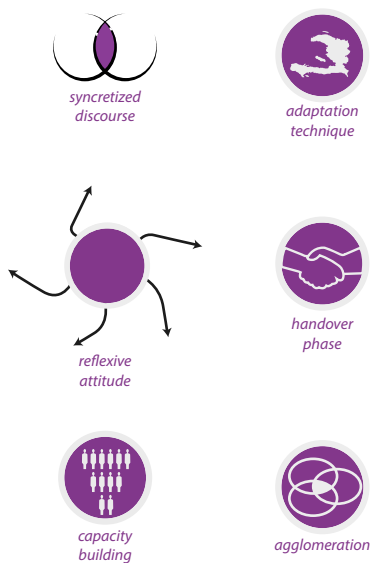 syncretized
discourse
adaptation
technique
reflexive
attitude
handover
phase
capacity
building
agglomeration